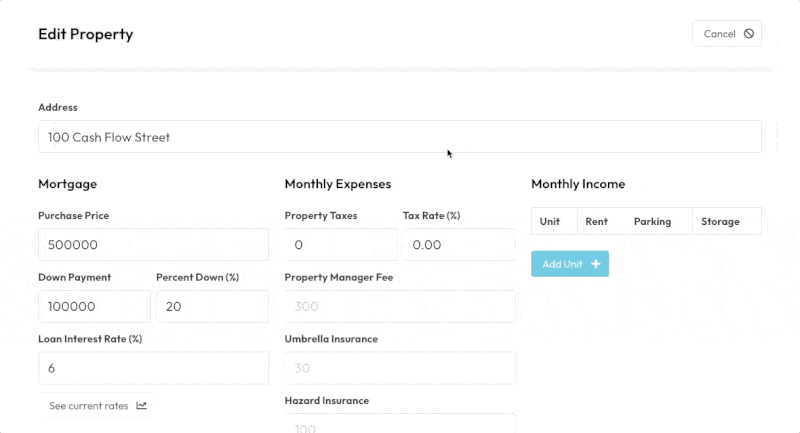 Edit Property
Cancel
Address
100 Cash Flow Street
Mortgage
Purchase Price
500000
Down Payment Percent Down (%)
100000 20
Loan Interest Rate (%)
6
See current rates
Monthly Expenses
Property Taxes Tax Rate (%)
0 0.00
Property Manager Fee
300
Umbrella Insurance
30
Hazard Insurance
100
Monthly Income
Unit Rent Parking Storage
Add Unit